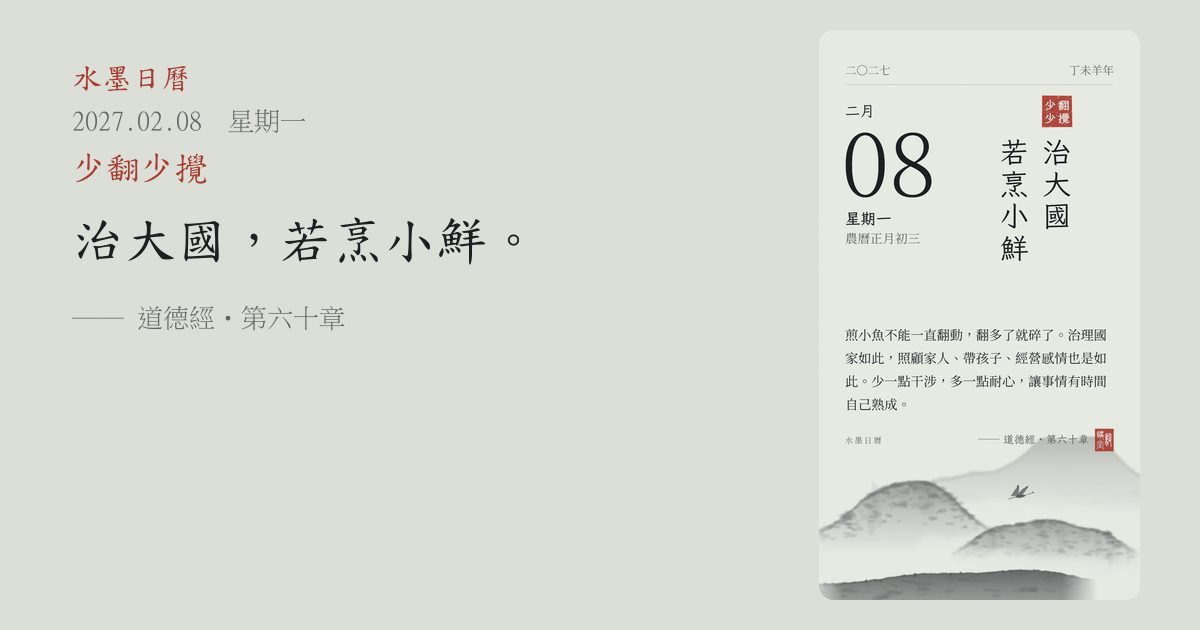 水墨日曆
2027.02.08 星期一
少翻少攪
治大國，若烹小鮮。
—— 道德經・第六十章
二〇二七
丁未羊年
二月
08
星期一
農曆正月初三
少翻少攪
治大國
若烹小鮮
煎小魚不能一直翻動，翻多了就碎了。治理國
家如此，照顧家人、帶孩子、經營感情也是如
此。少一點干涉，多一點耐心，讓事情有時間
自己熟成。
水墨日曆
—— 道德經・第六十章